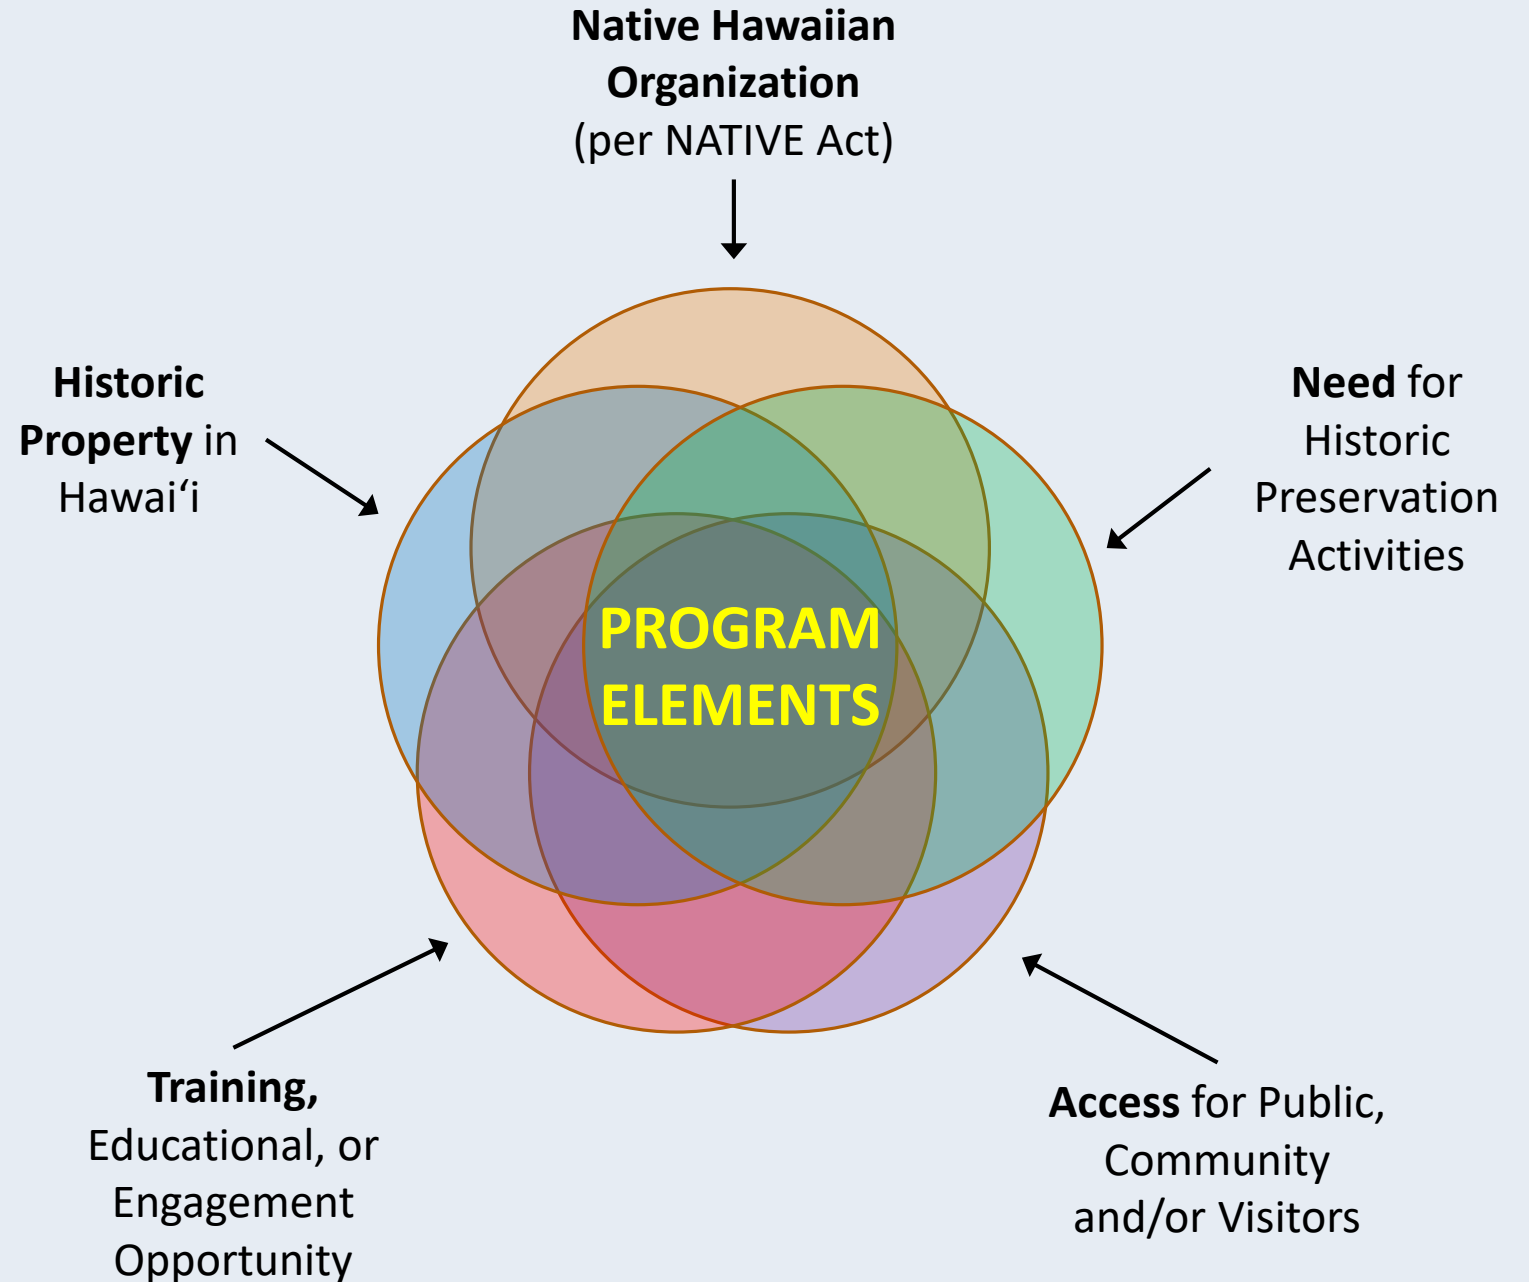 Native Hawaiian
Organization
(per NATIVE Act)
Historic
Property in
Hawai‘i
Need for
Historic
Preservation
Activities
PROGRAM
ELEMENTS
Training,
Educational, or
Engagement
Opportunity
Access for Public,
Community
and/or Visitors